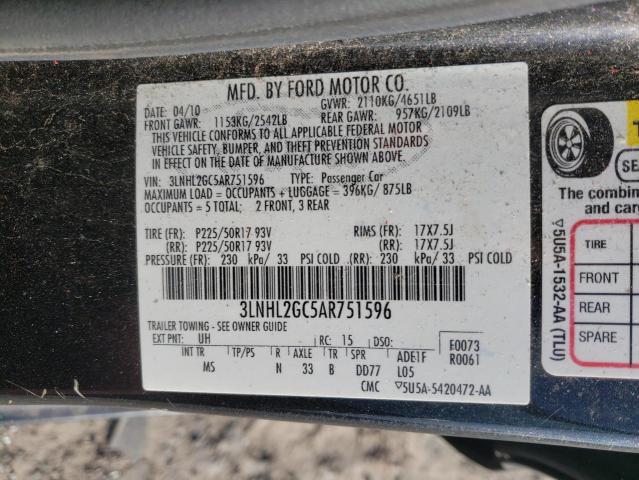 MFD. BY FORD MOTOR CO.
DATE: 04/10 GVWR: 2110KG/4651LB
FRONT GAWR: 1153KG/2542LB REAR GAWR: 957KG/2109LB
THIS VEHICLE CONFORMS TO ALL APPLICABLE FEDERAL MOTOR
VEHICLE SAFETY, BUMPER, AND THEFT PREVENTION STANDARDS
IN EFFECT ON THE DATE OF MANUFACTURE SHOWN ABOVE.
VIN: 3LNHL2GC5AR751596 TYPE: Passenger Car
MAXIMUM LOAD = OCCUPANTS + LUGGAGE = 396KG/ 875LB
OCCUPANTS = 5 TOTAL: 2 FRONT, 3 REAR
TIRE (FR): P225/50R17 93V RIMS (FR): 17X7.5J
(RR): P225/50R17 93V (RR): 17X7.5J
PRESSURE (FR): 230 kPa/ 33 PSI COLD (RR): 230 kPa/33 PSI COLD
3LNHL2GC5AR751596
TRAILER TOWING - SEE OWNER GUIDE
EXT PNT: UH RC: 15 DSO: F0073
R0061
INT TR TP/PS R AXLE TR SPR ADE1F
MS N 33 B DD77 L05
CMC 5U5A-5420472-AA
5U5A-1532-AA (TLU)
The combin
and car
TIRE
FRONT
REAR
SPARE